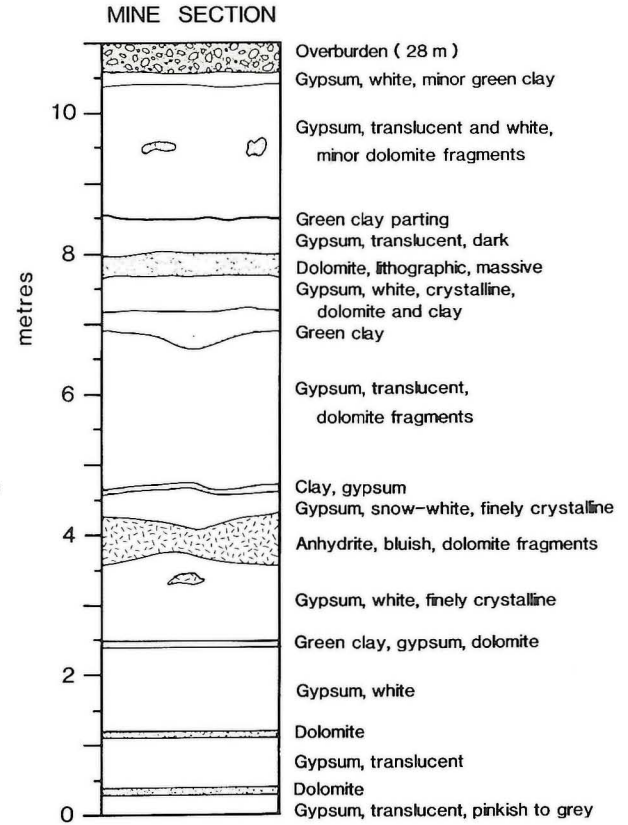 MINE SECTION
Overburden ( 28 m )
Gypsum, white, minor green clay
10
Gypsum, translucent and white,
minor dolomite fragments
Green clay parting
Gypsum, translucent, dark
8
Dolomite, lithographic, massive
Gypsum, white, crystalline,
dolomite and clay
Green clay
metres
6
Gypsum, translucent,
dolomite fragments
Clay, gypsum
Gypsum, snow-white, finely crystalline
4
Anhydrite, bluish, dolomite fragments
Gypsum, white, finely crystalline
Green clay, gypsum, dolomite
2
Gypsum, white
Dolomite
Gypsum, translucent
Dolomite
0
Gypsum, translucent, pinkish to grey